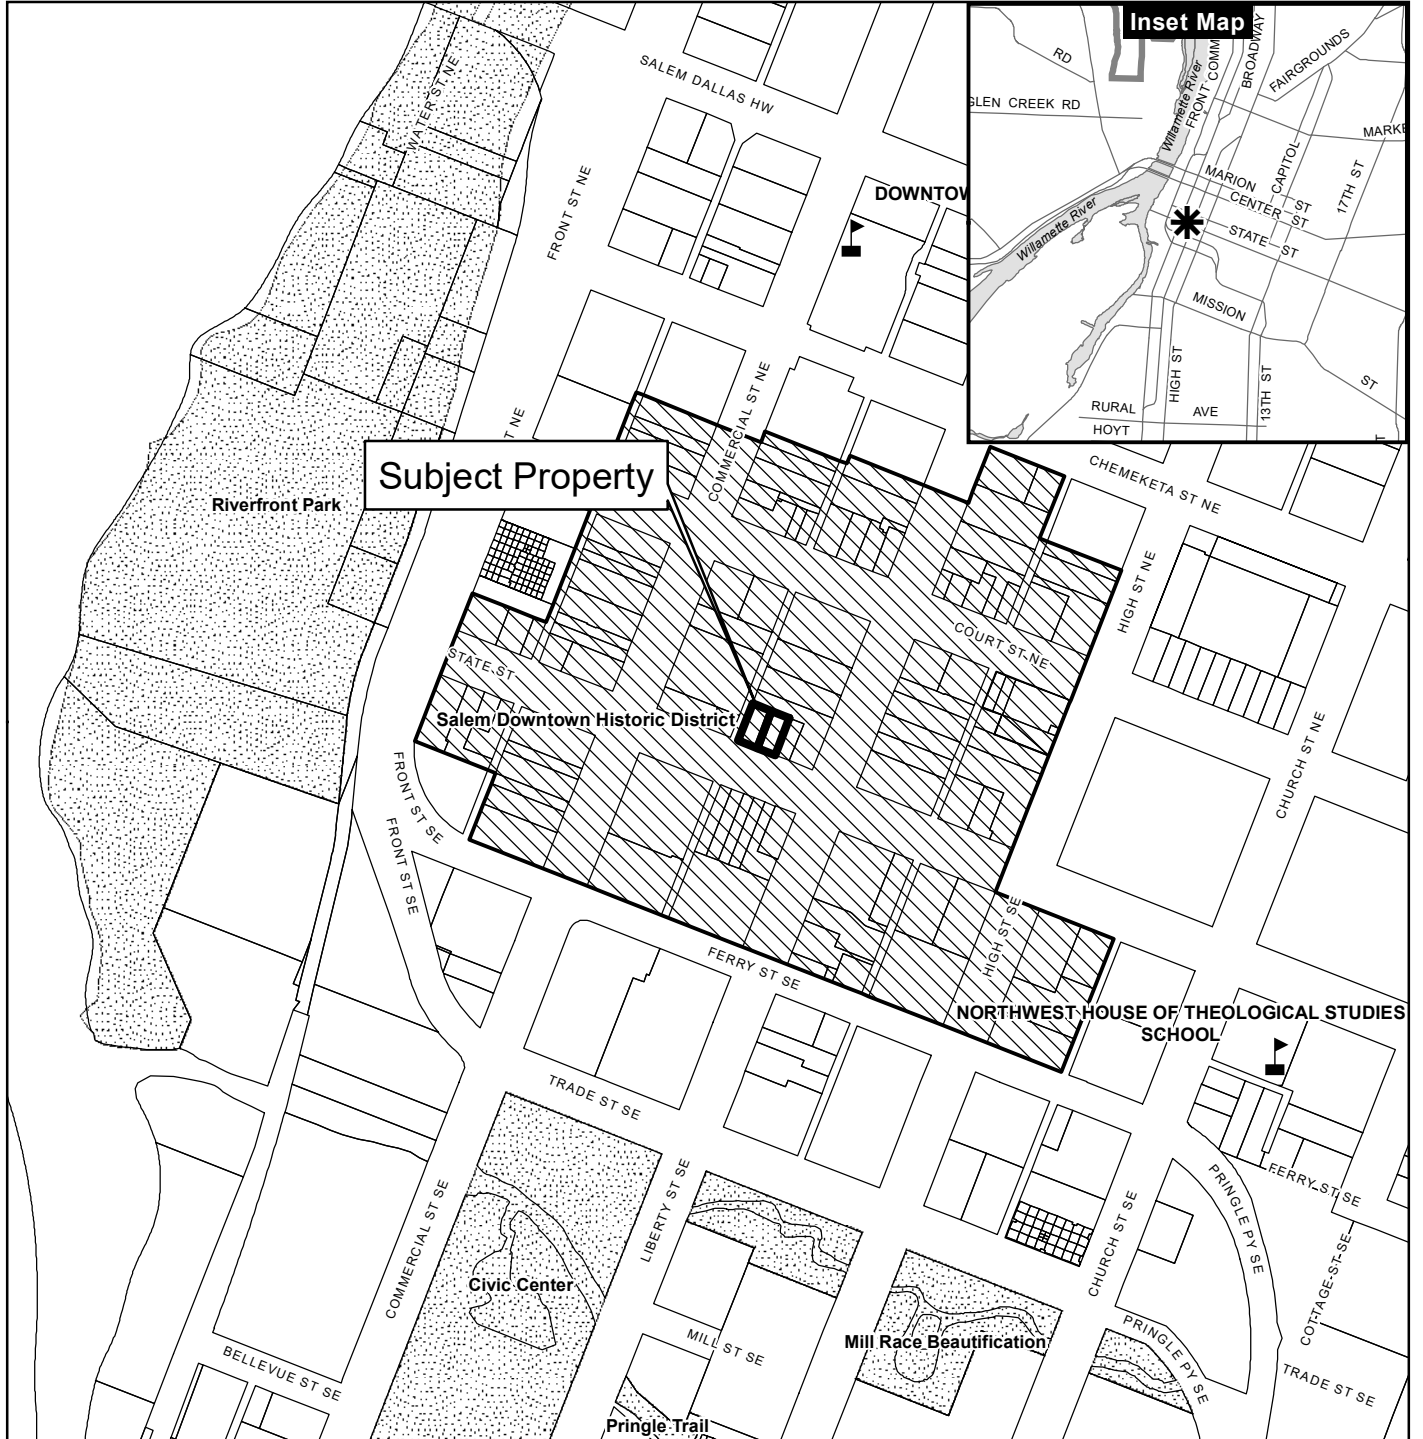 Inset Map
RD
GLEN CREEK RD
Willamette River
FRONT
COMM
BROADWAY
FAIRGROUNDS
MARKE
CAPITOL
17TH ST
MARION ST
CENTER ST
STATE ST
Willamette River
MISSION
ST
HIGH ST
13TH ST
RURAL AVE
HOYT
T
WATER ST NE
SALEM DALLAS HW
FRONT ST NE
DOWNTOW
COMMERCIAL ST NE
T NE
Subject Property
Riverfront Park
CHEMEKETA ST NE
HIGH ST NE
COURT ST NE
STATE ST
Salem Downtown Historic District
CHURCH ST NE
FRONT ST SE
FRONT ST SE
HIGH ST SE
FERRY ST SE
NORTHWEST HOUSE OF THEOLOGICAL STUDIES
SCHOOL
TRADE ST SE
COMMERCIAL ST SE
LIBERTY ST SE
PRINGLE PY SE
FERRY ST SE
CHURCH ST SE
COTTAGE ST SE
Civic Center
MILL ST SE
Mill Race Beautification
PRINGLE PY SE
BELLEVUE ST SE
TRADE ST SE
Pringle Trail